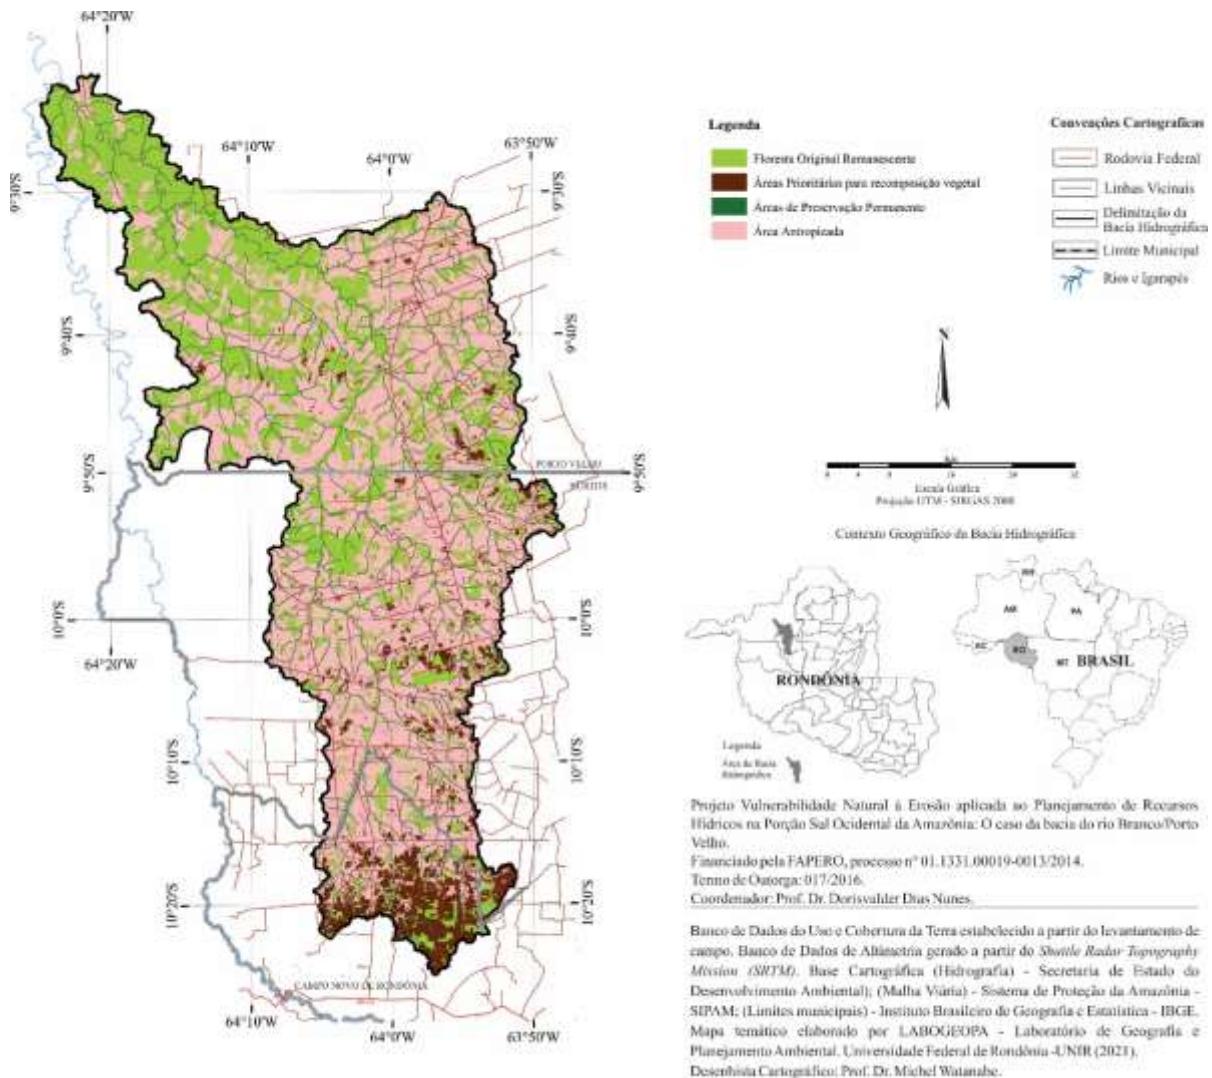 64°20'W
64°10'W
64°0'W
63°50'W
9°30'S
9°30'S
9°40'S
9°40'S
9°50'S
9°50'S
PORTO VELHO
BURITIS
10°0'S
10°0'S
64°20'W
10°10'S
10°10'S
10°20'S
10°20'S
CAMPO NOVO DE RONDÔNIA
64°10'W
64°0'W
63°50'W
Legenda
Floresta Original Remanescente
Áreas Prioritárias para recomposição vegetal
Áreas de Preservação Permanente
Área Antropizada
Convenções Cartograficas
Rodovia Federal
Linhas Vicinais
Delimitação da
Bacia Hidrográfica
Limite Municipal
Rios e Igarapés
N
Km
Escala Gráfica
Projeção UTM - SIRGAS 2000
Contexto Geográfico da Bacia Hidrográfica
RONDÔNIA
Legenda
Área da Bacia
Hidrográfica
RR
AM
PA
AC
RO
MT
BRASIL
Projeto Vulnerabilidade Natural à Erosão aplicada ao Planejamento de Recursos
Hídricos na Porção Sul Ocidental da Amazônia: O caso da bacia do rio Branco/Porto
Velho.
Financiado pela FAPERO, processo n° 01.1331.00019-0013/2014.
Termo de Outorga: 017/2016.
Coordenador: Prof. Dr. Dorisvalder Dias Nunes.
Banco de Dados do Uso e Cobertura da Terra estabelecido a partir do levantamento de
campo. Banco de Dados de Altimetria gerado a partir do Shuttle Radar Topography
Mission (SRTM). Base Cartográfica (Hidrografia) - Secretaria de Estado do
Desenvolvimento Ambiental); (Malha Viária) - Sistema de Proteção da Amazônia -
SIPAM; (Limites municipais) - Instituto Brasileiro de Geografia e Estatística - IBGE.
Mapa temático elaborado por LABOGEOPA - Laboratório de Geografia e
Planejamento Ambiental. Universidade Federal de Rondônia -UNIR (2021).
Desenhista Cartográfico: Prof. Dr. Michel Watanabe.